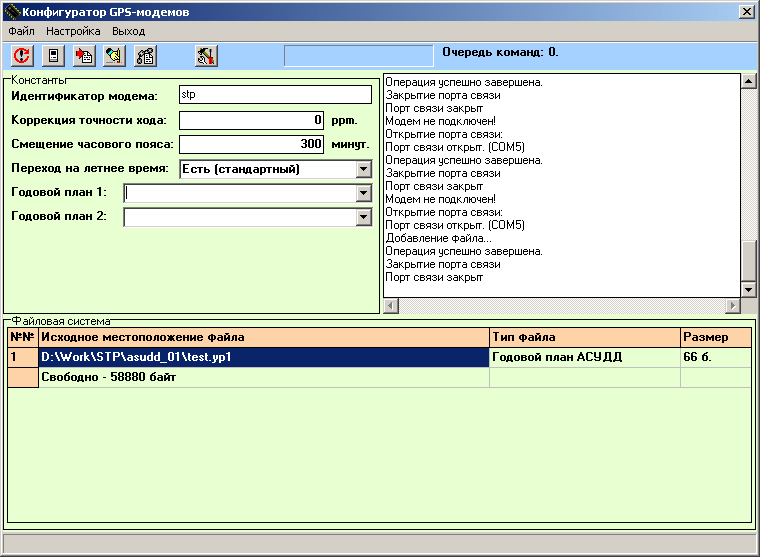 Конфигуратор GPS-модемов
Файл Настройка Выход
Очередь команд: 0.
Константы
Идентификатор модема: stp
Коррекция точности хода: 0 ppm.
Смещение часового пояса: 300 минут.
Переход на летнее время: Есть (стандартный)
Годовой план 1:
Годовой план 2:
Операция успешно завершена.
Закрытие порта связи
Порт связи закрыт
Модем не подключен!
Открытие порта связи:
Порт связи открыт. (COM5)
Операция успешно завершена.
Закрытие порта связи
Порт связи закрыт
Модем не подключен!
Открытие порта связи:
Порт связи открыт. (COM5)
Добавление файла...
Операция успешно завершена.
Закрытие порта связи
Порт связи закрыт
Файловая система
№№ Исходное местоположение файла Тип файла Размер
1 D:\Work\STP\asudd_01\test.yp1 Годовой план АСУДД 66 б.
Свободно - 58880 байт